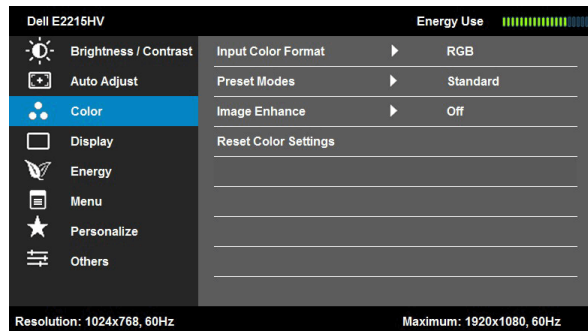 Dell E2215HV Energy Use
Brightness / Contrast Input Color Format RGB
Auto Adjust Preset Modes Standard
Color Image Enhance Off
Display Reset Color Settings
Energy
Menu
Personalize
Others
Resolution: 1024x768, 60Hz Maximum: 1920x1080, 60Hz